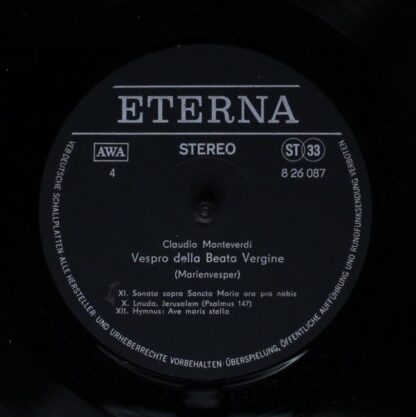 ETERNA
AWA
STEREO
ST 33
4
8 26 087
Claudio Monteverdi
Vespro della Beata Vergine
(Marienvesper)
XI. Sonata sopra Sancta Maria ora pro nobis
X. Lauda, Jerusalem (Psalmus 147)
XII. Hymnus: Ave maris stella
VEB DEUTSCHE SCHALLPLATTEN ALLE HERSTELLER- UND URHEBERRECHTE VORBEHALTEN · ÜBERSPIELUNG, ÖFFENTLICHE AUFFÜHRUNG UND RUNDFUNKSENDUNG VERBOTEN